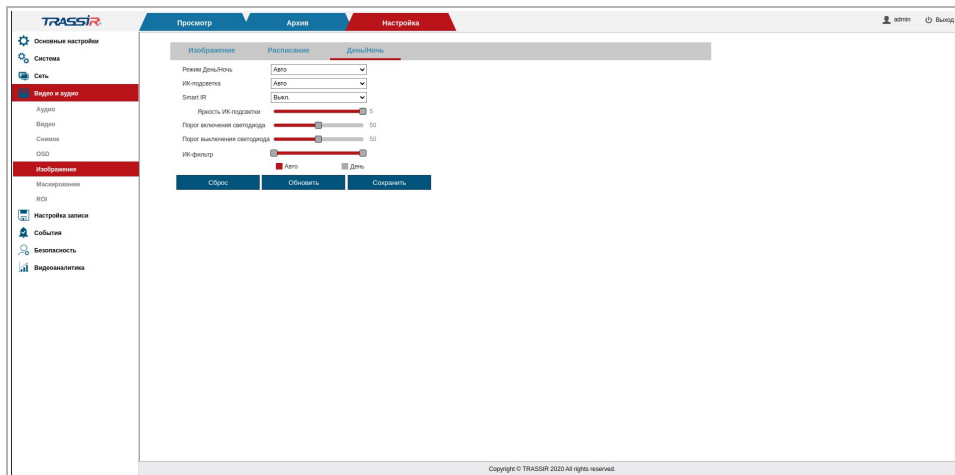 TRASSIR
Просмотр
Архив
Настройка
admin
Выход
Основные настройки
Система
Сеть
Видео и аудио
Аудио
Видео
Снимок
OSD
Изображение
Маскирование
ROI
Настройка записи
События
Безопасность
Видеоаналитика
Изображение
Расписание
День/Ночь
Режим День/Ночь Авто
ИК-подсветка Авто
Smart IR Выкл.
Яркость ИК-подсветки 5
Порог включения светодиода 50
Порог выключения светодиода 50
ИК-фильтр
Авто День
Сброс Обновить Сохранить
Copyright © TRASSIR 2020 All rights reserved.